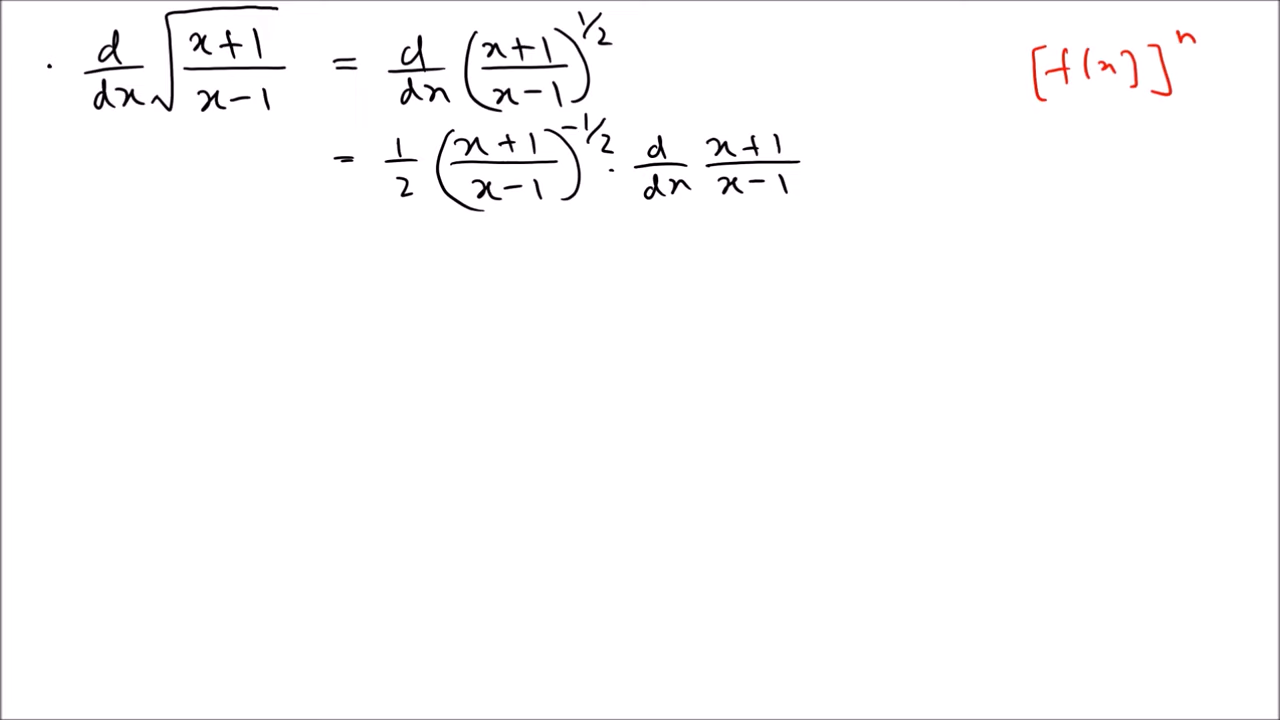 . d/dx √((x+1)/(x-1)) = d/dx ((x+1)/(x-1))^(1/2) [f(x)]^n
= 1/2 ((x+1)/(x-1))^(-1/2) . d/dx (x+1)/(x-1)